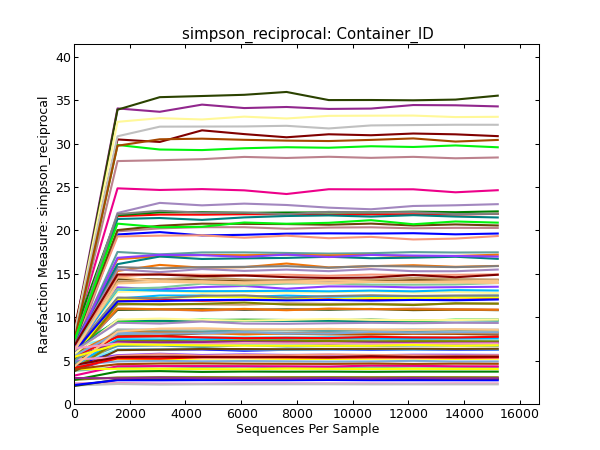 simpson_reciprocal: Container_ID
Rarefaction Measure: simpson_reciprocal
40
35
30
25
20
15
10
5
0
0 2000 4000 6000 8000 10000 12000 14000 16000
Sequences Per Sample